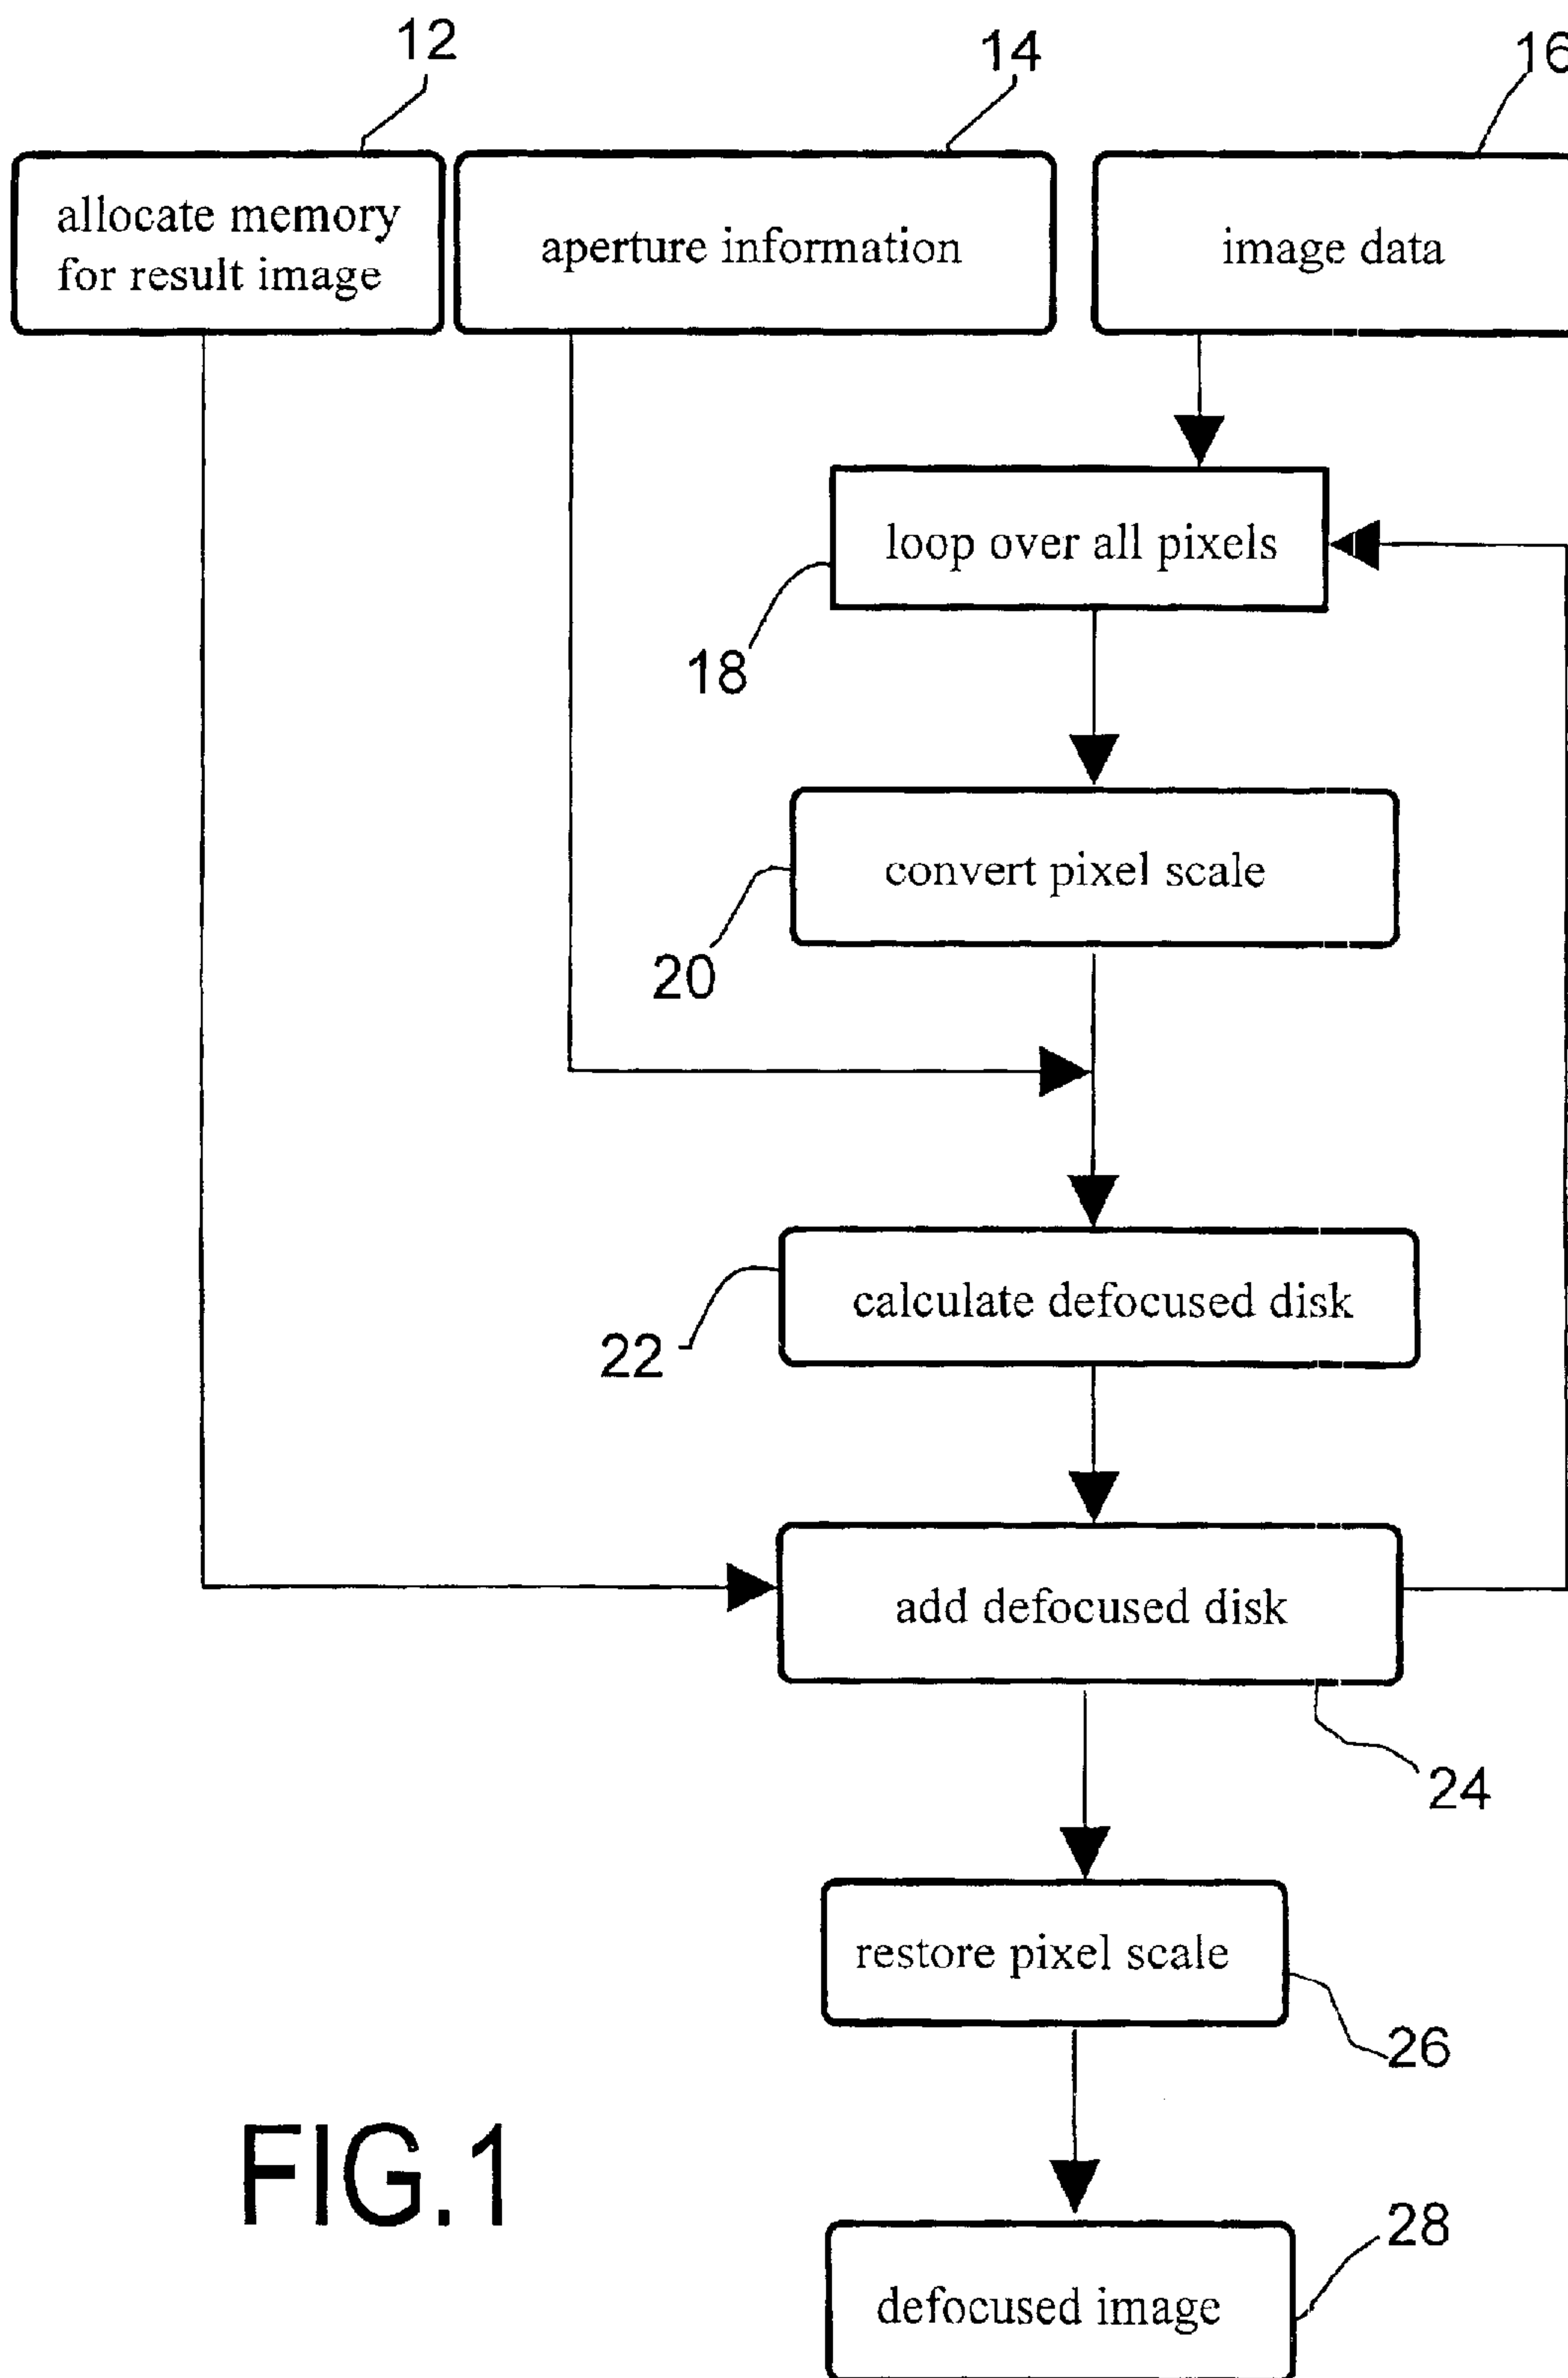 12
14
16
allocate memory
for result image
aperture information
image data
loop over all pixels
18
convert pixel scale
20
calculate defocused disk
22
add defocused disk
24
restore pixel scale
26
FIG.1
28
defocused image